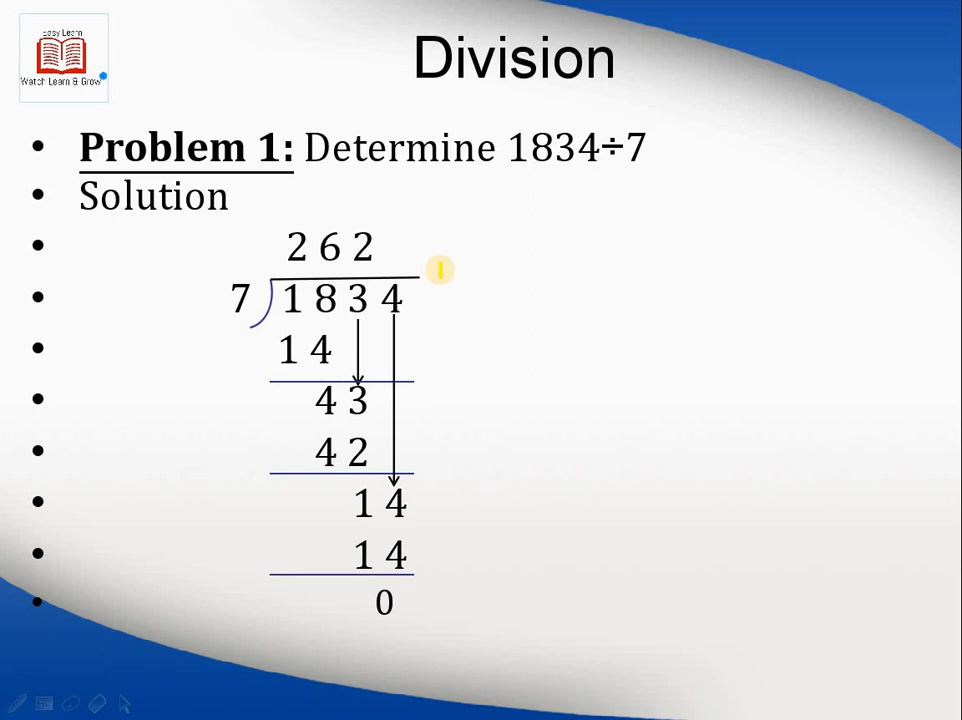 Easy Learn
Watch Learn & Grow
Division
• Problem 1: Determine 1834÷7
• Solution
• 2 6 2
• 7 1 8 3 4
• 1 4
• 4 3
• 4 2
• 1 4
• 1 4
• 0